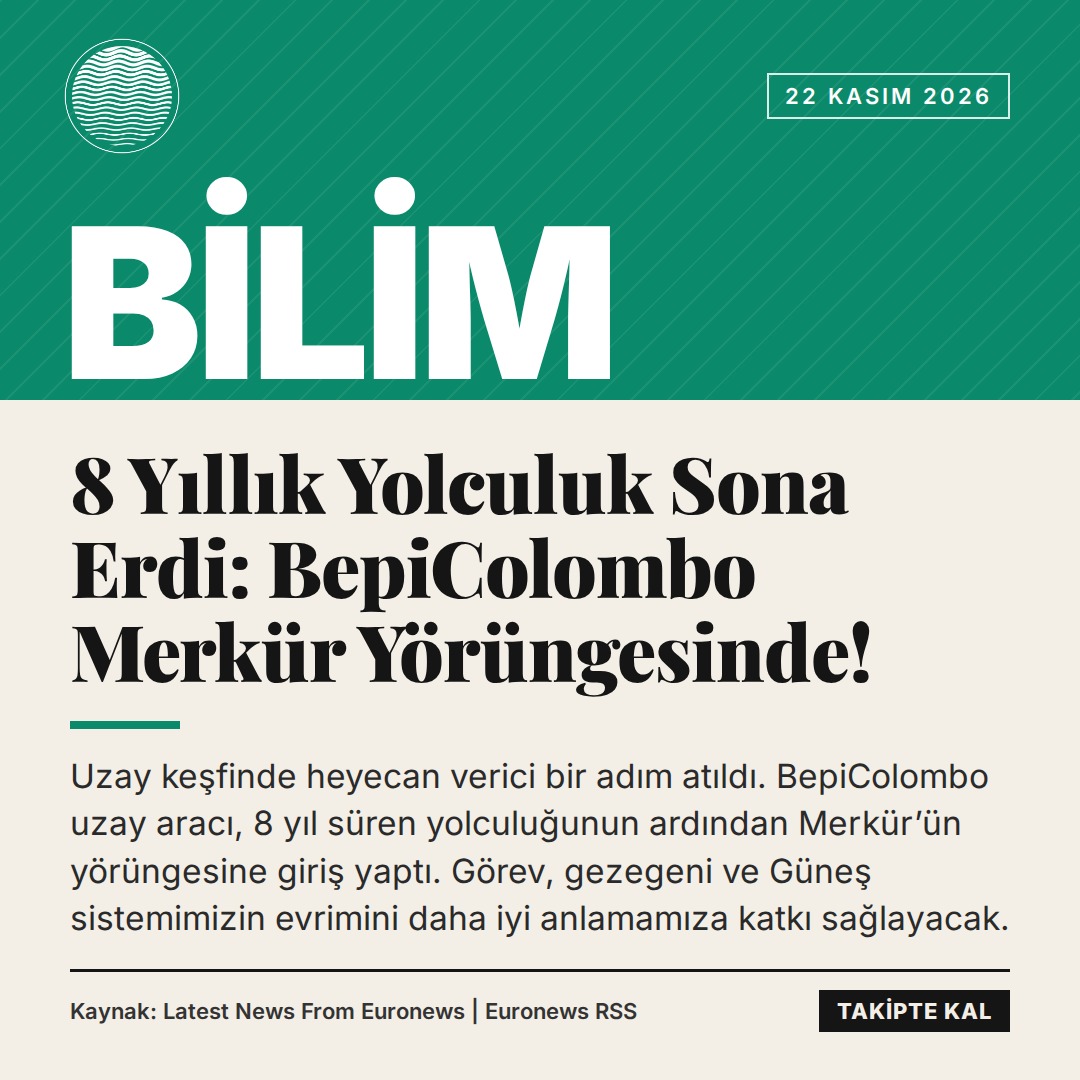 22 KASIM 2026
BİLİM
8 Yıllık Yolculuk Sona
Erdi: BepiColombo
Merkür Yörüngesinde!
Uzay keşfinde heyecan verici bir adım atıldı. BepiColombo
uzay aracı, 8 yıl süren yolculuğunun ardından Merkür’ün
yörüngesine giriş yaptı. Görev, gezegeni ve Güneş
sistemimizin evrimini daha iyi anlamamıza katkı sağlayacak.
Kaynak: Latest News From Euronews | Euronews RSS
TAKİPTE KAL